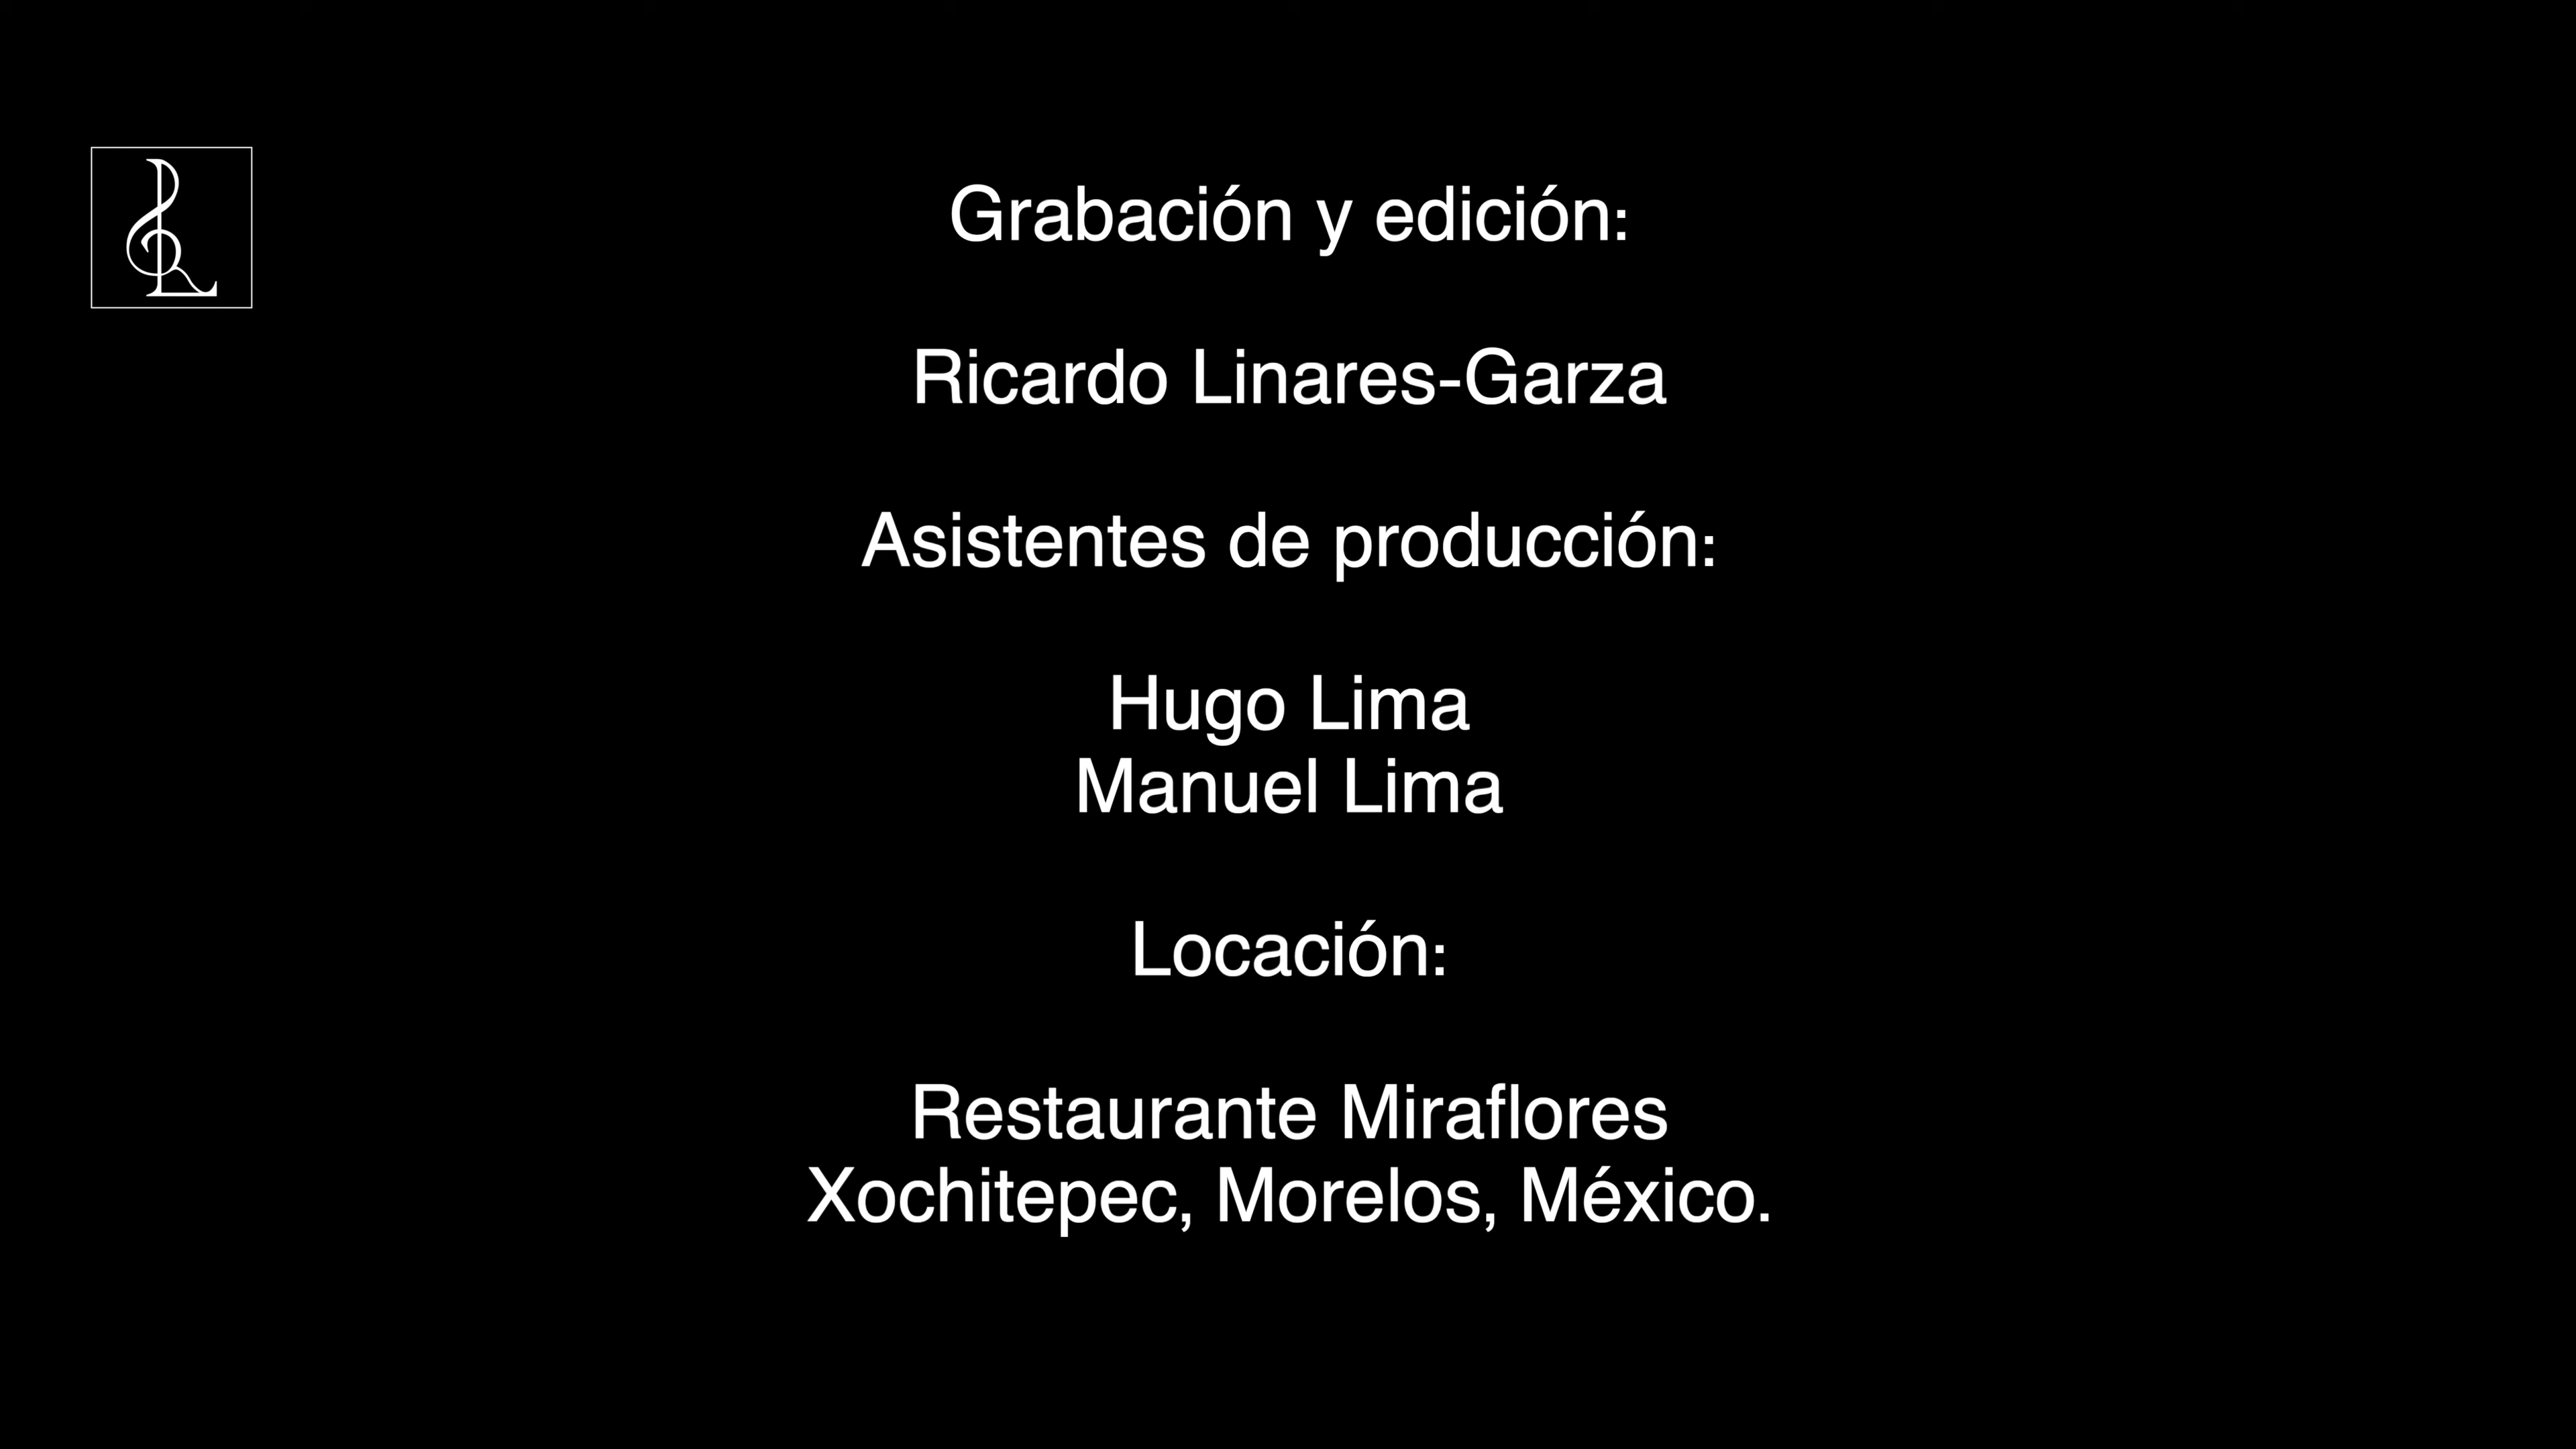 Grabación y edición:
Ricardo Linares-Garza
Asistentes de producción:
Hugo Lima
Manuel Lima
Locación:
Restaurante Miraflores
Xochitepec, Morelos, México.